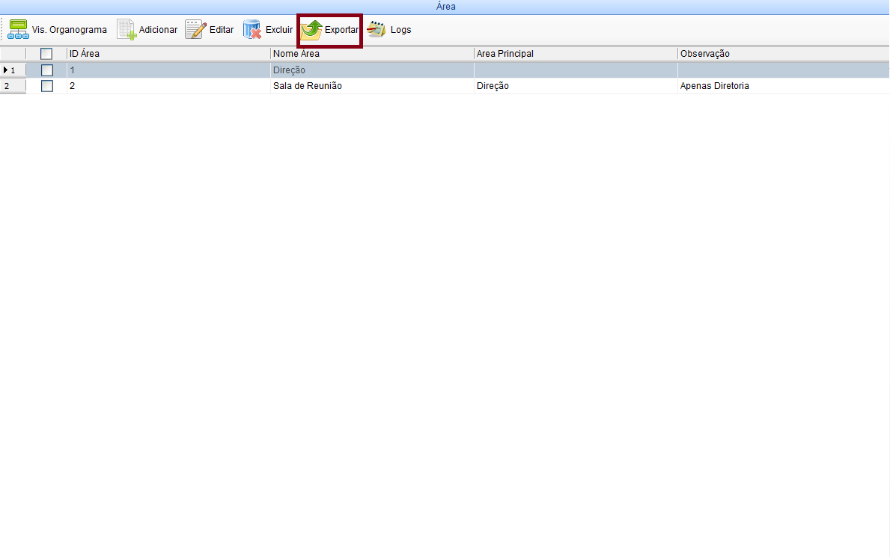 Área
Vis. Organograma Adicionar Editar Excluir Exportar Logs
ID Área Nome Área Area Principal Observação
1 1 Direção
2 2 Sala de Reunião Direção Apenas Diretoria